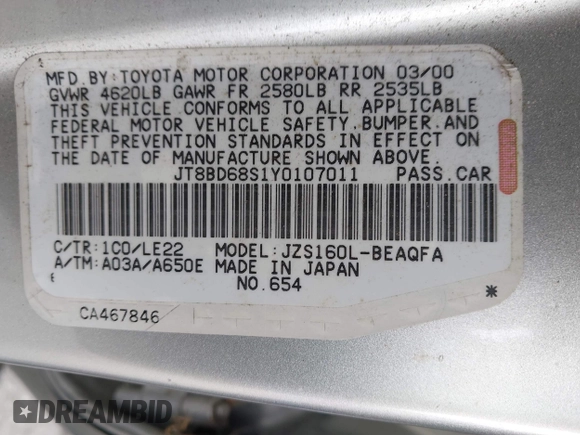 MFD.BY:TOYOTA MOTOR CORPORATION 03/00
GVWR 4620LB GAWR FR 2580LB RR 2535LB
THIS VEHICLE CONFORMS TO ALL APPLICABLE
FEDERAL MOTOR VEHICLE SAFETY,BUMPER,AND
THEFT PREVENTION STANDARDS IN EFFECT ON
THE DATE OF MANUFACTURE SHOWN ABOVE.
JT8BD68S1Y0107011 PASS.CAR
C/TR:1C0/LE22 MODEL:JZS160L-BEAQFA
A/TM:A03A/A650E MADE IN JAPAN
NO.654 *
CA467846
DREAMBID